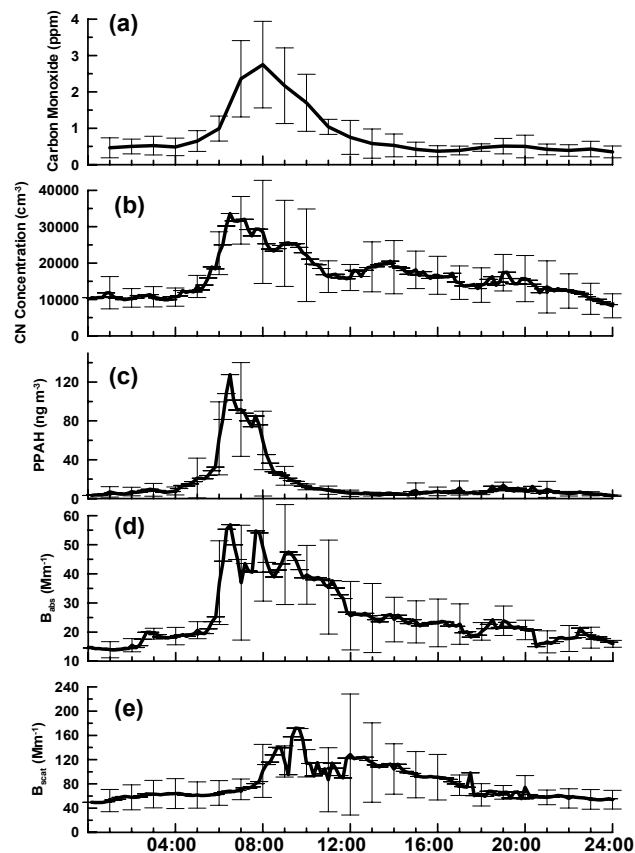 (a)
Carbon Monoxide (ppm)
4
3
2
1
0
(b)
CN Concentration (cm-3)
40000
30000
20000
10000
0
(c)
PPAH (ng m-3)
120
80
40
0
(d)
Babs (Mm-1)
60
50
40
30
20
10
(e)
Bscat (Mm-1)
240
200
160
120
80
40
0
04:00 08:00 12:00 16:00 20:00 24:00